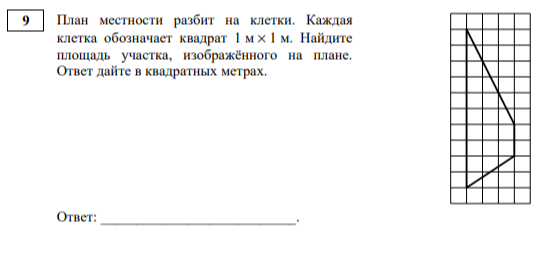 9
План местности разбит на клетки. Каждая
клетка обозначает квадрат 1 м × 1 м. Найдите
площадь участка, изображённого на плане.
Ответ дайте в квадратных метрах.
Ответ: ___________________________.